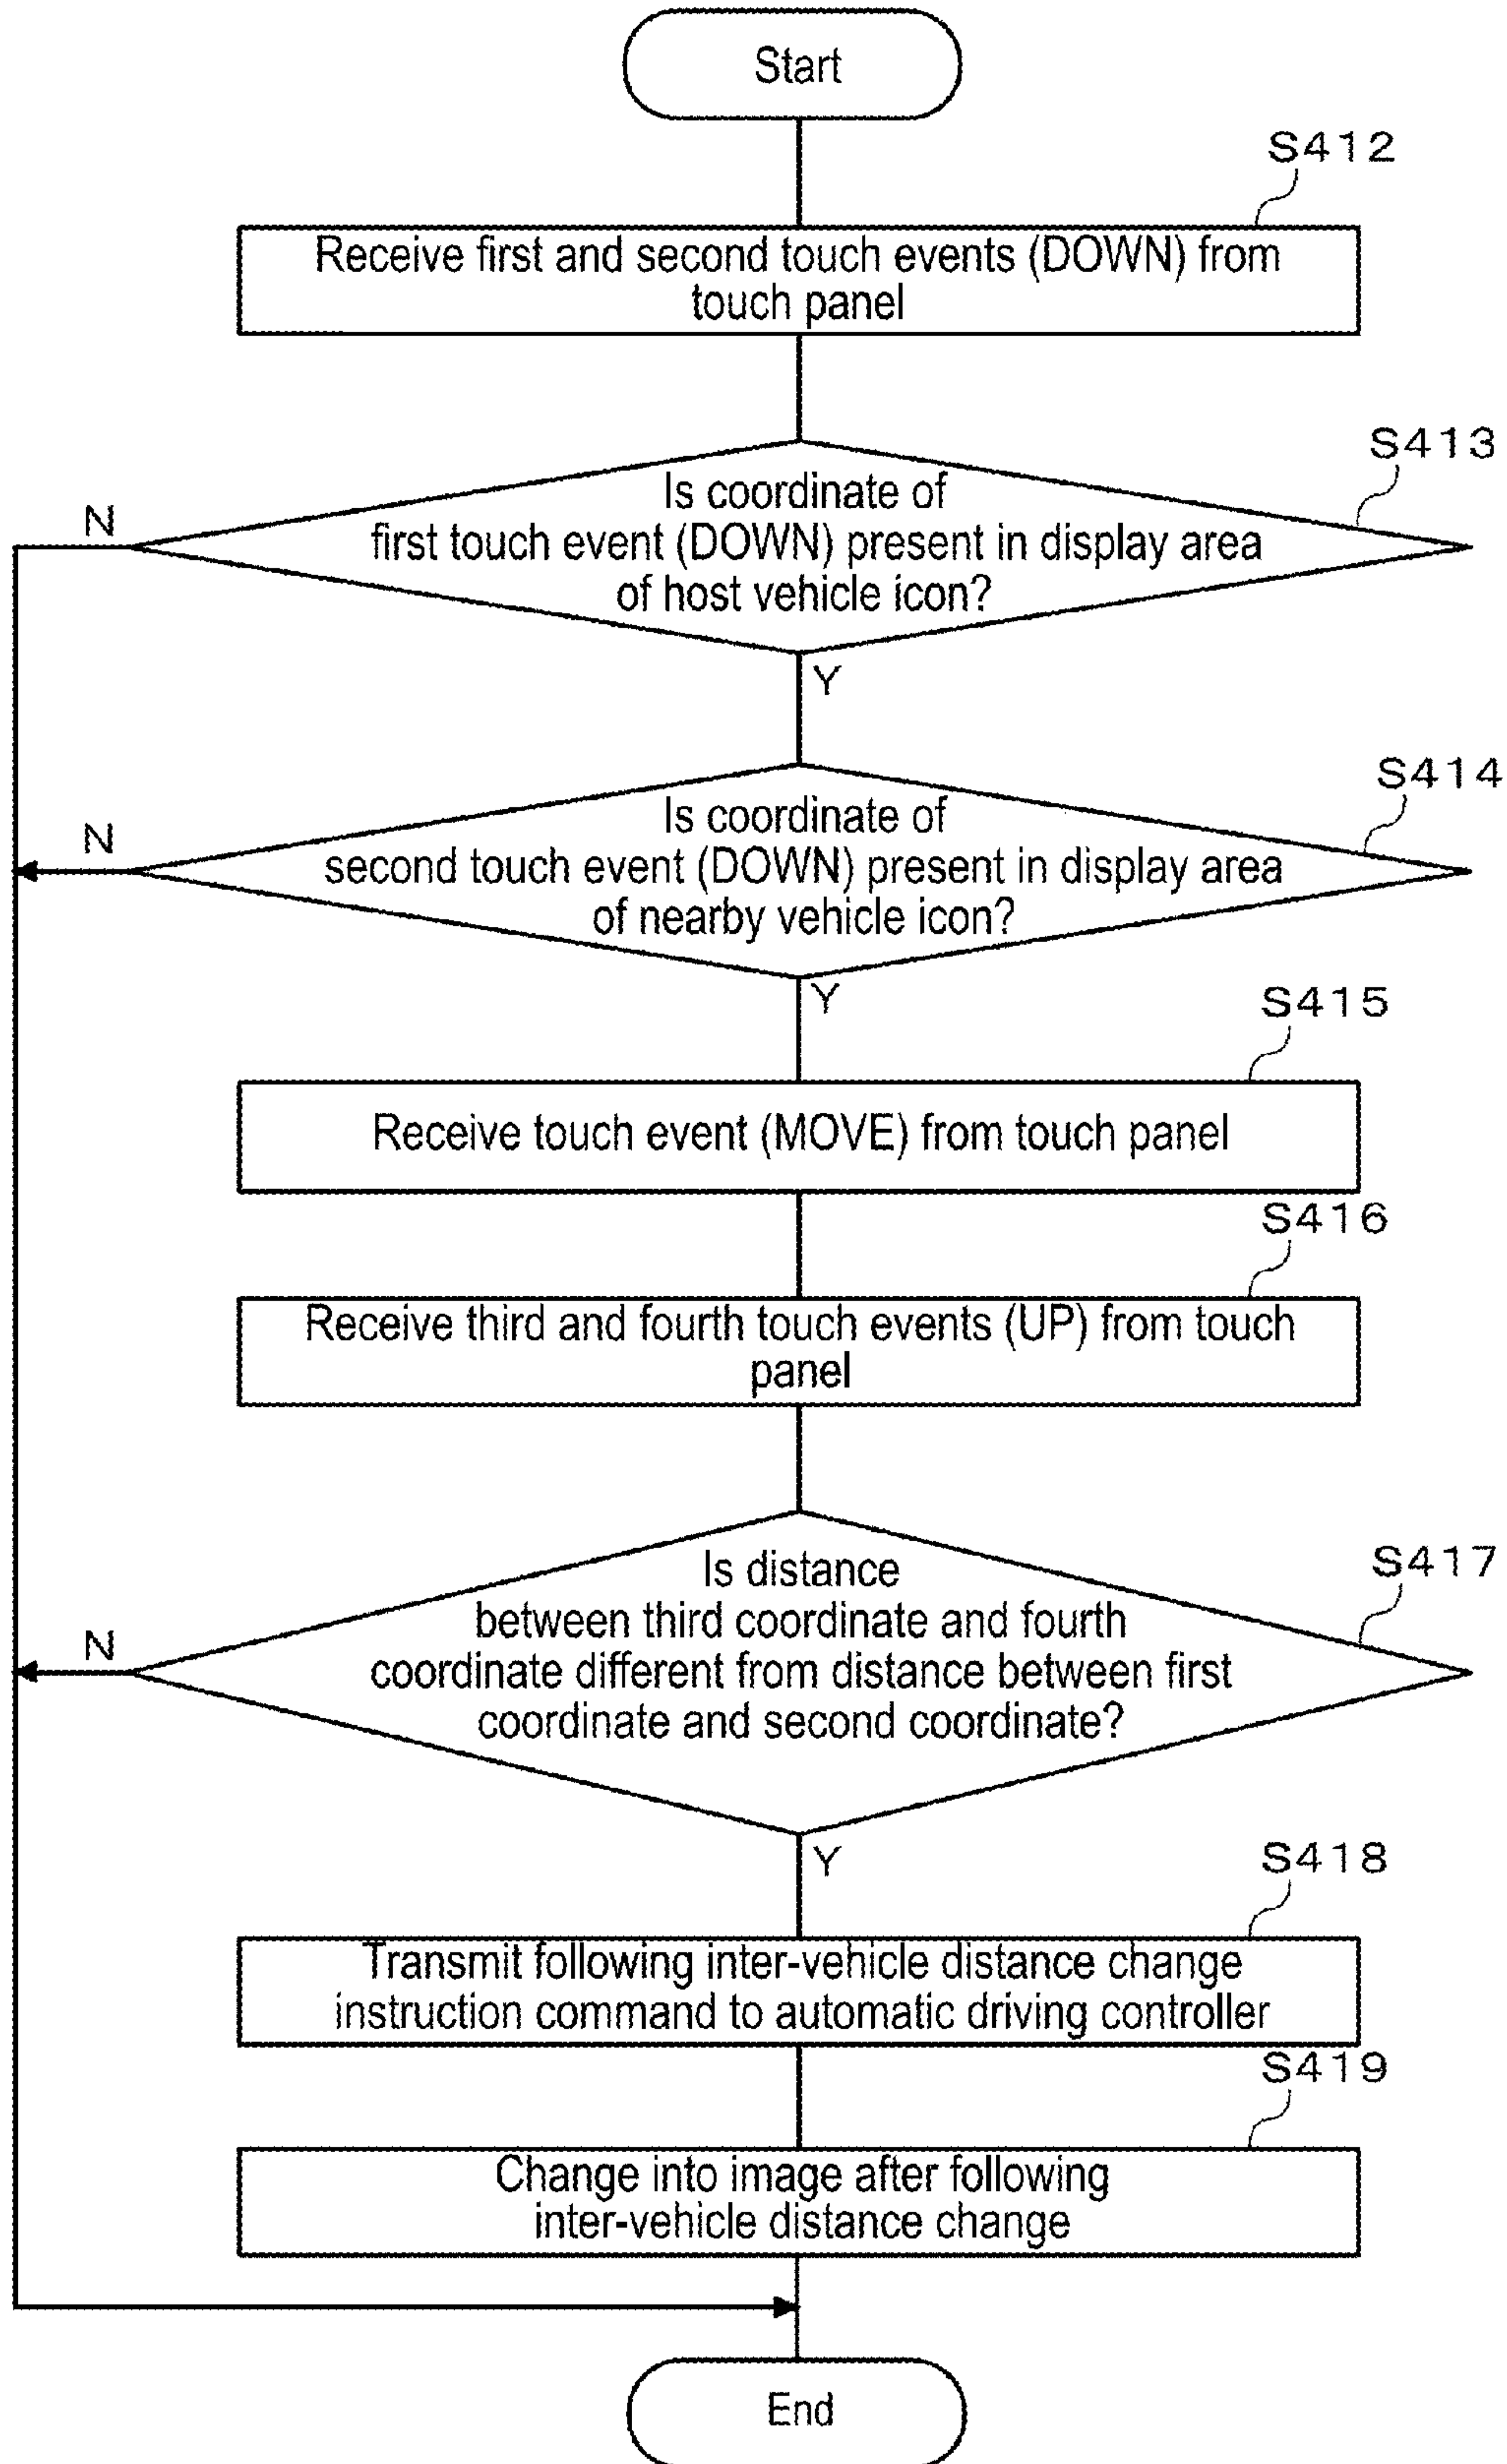 Start
S412
Receive first and second touch events (DOWN) from
touch panel
S413
Is coordinate of
first touch event (DOWN) present in display area
of host vehicle icon?
N
Y
S414
Is coordinate of
second touch event (DOWN) present in display area
of nearby vehicle icon?
N
Y
S415
Receive touch event (MOVE) from touch panel
S416
Receive third and fourth touch events (UP) from touch
panel
S417
Is distance
between third coordinate and fourth
coordinate different from distance between first
coordinate and second coordinate?
N
Y
S418
Transmit following inter-vehicle distance change
instruction command to automatic driving controller
S419
Change into image after following
inter-vehicle distance change
End